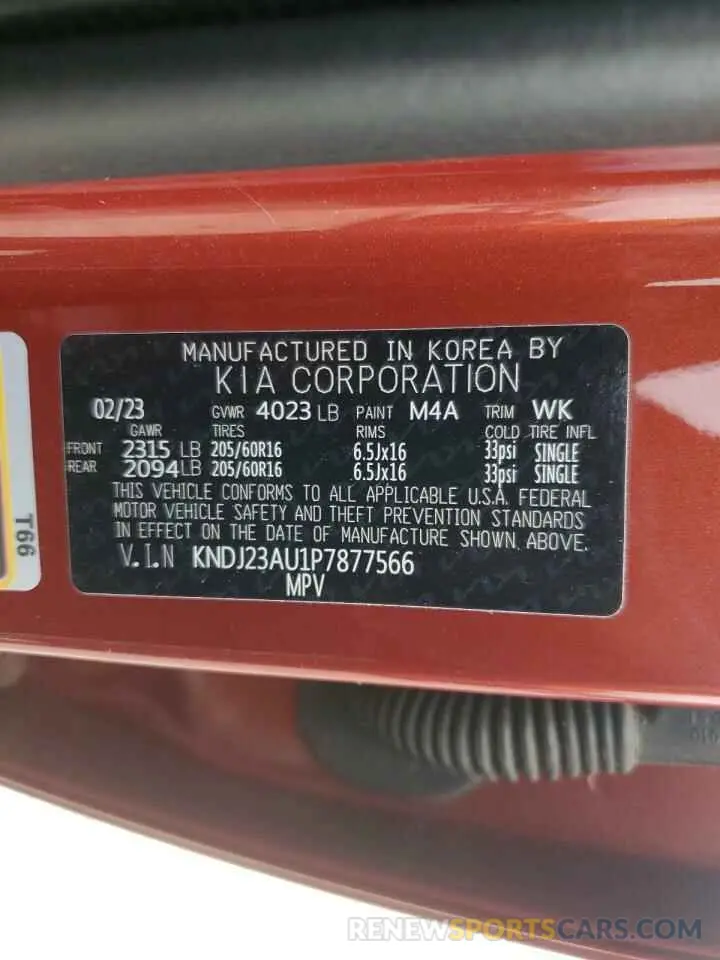 MANUFACTURED IN KOREA BY
KIA CORPORATION
02/23 GVWR 4023 LB PAINT M4A TRIM WK
GAWR TIRES RIMS COLD TIRE INFL
FRONT 2315 LB 205/60R16 6.5Jx16 33psi SINGLE
REAR 2094 LB 205/60R16 6.5Jx16 33psi SINGLE
THIS VEHICLE CONFORMS TO ALL APPLICABLE U.S.A. FEDERAL
MOTOR VEHICLE SAFETY AND THEFT PREVENTION STANDARDS
IN EFFECT ON THE DATE OF MANUFACTURE SHOWN ABOVE.
V.I.N KNDJ23AU1P7877566
MPV
T66
RENEWSPORTSCARS.COM